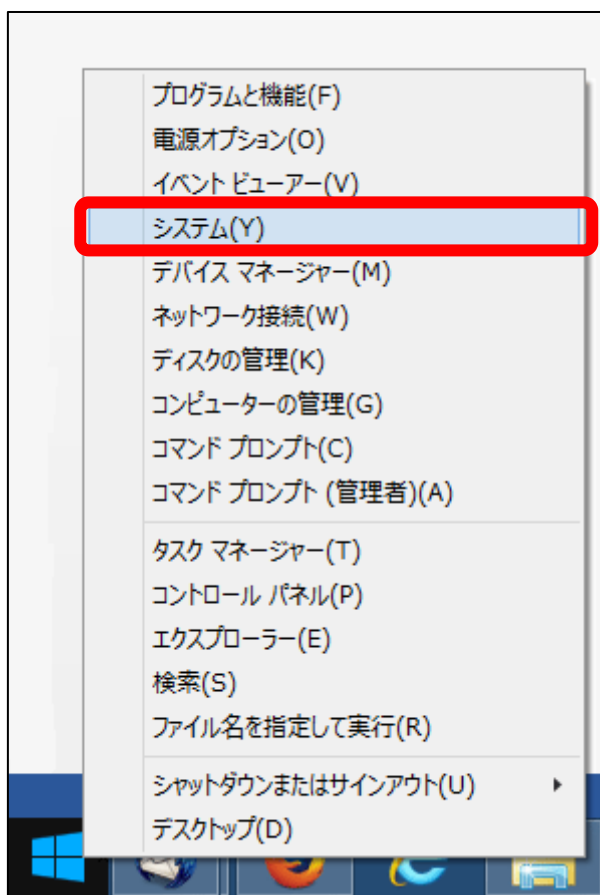 プログラムと機能(F)
電源オプション(O)
イベント ビューアー(V)
システム(Y)
デバイス マネージャー(M)
ネットワーク接続(W)
ディスクの管理(K)
コンピューターの管理(G)
コマンド プロンプト(C)
コマンド プロンプト (管理者)(A)
タスク マネージャー(T)
コントロール パネル(P)
エクスプローラー(E)
検索(S)
ファイル名を指定して実行(R)
シャットダウンまたはサインアウト(U)
デスクトップ(D)